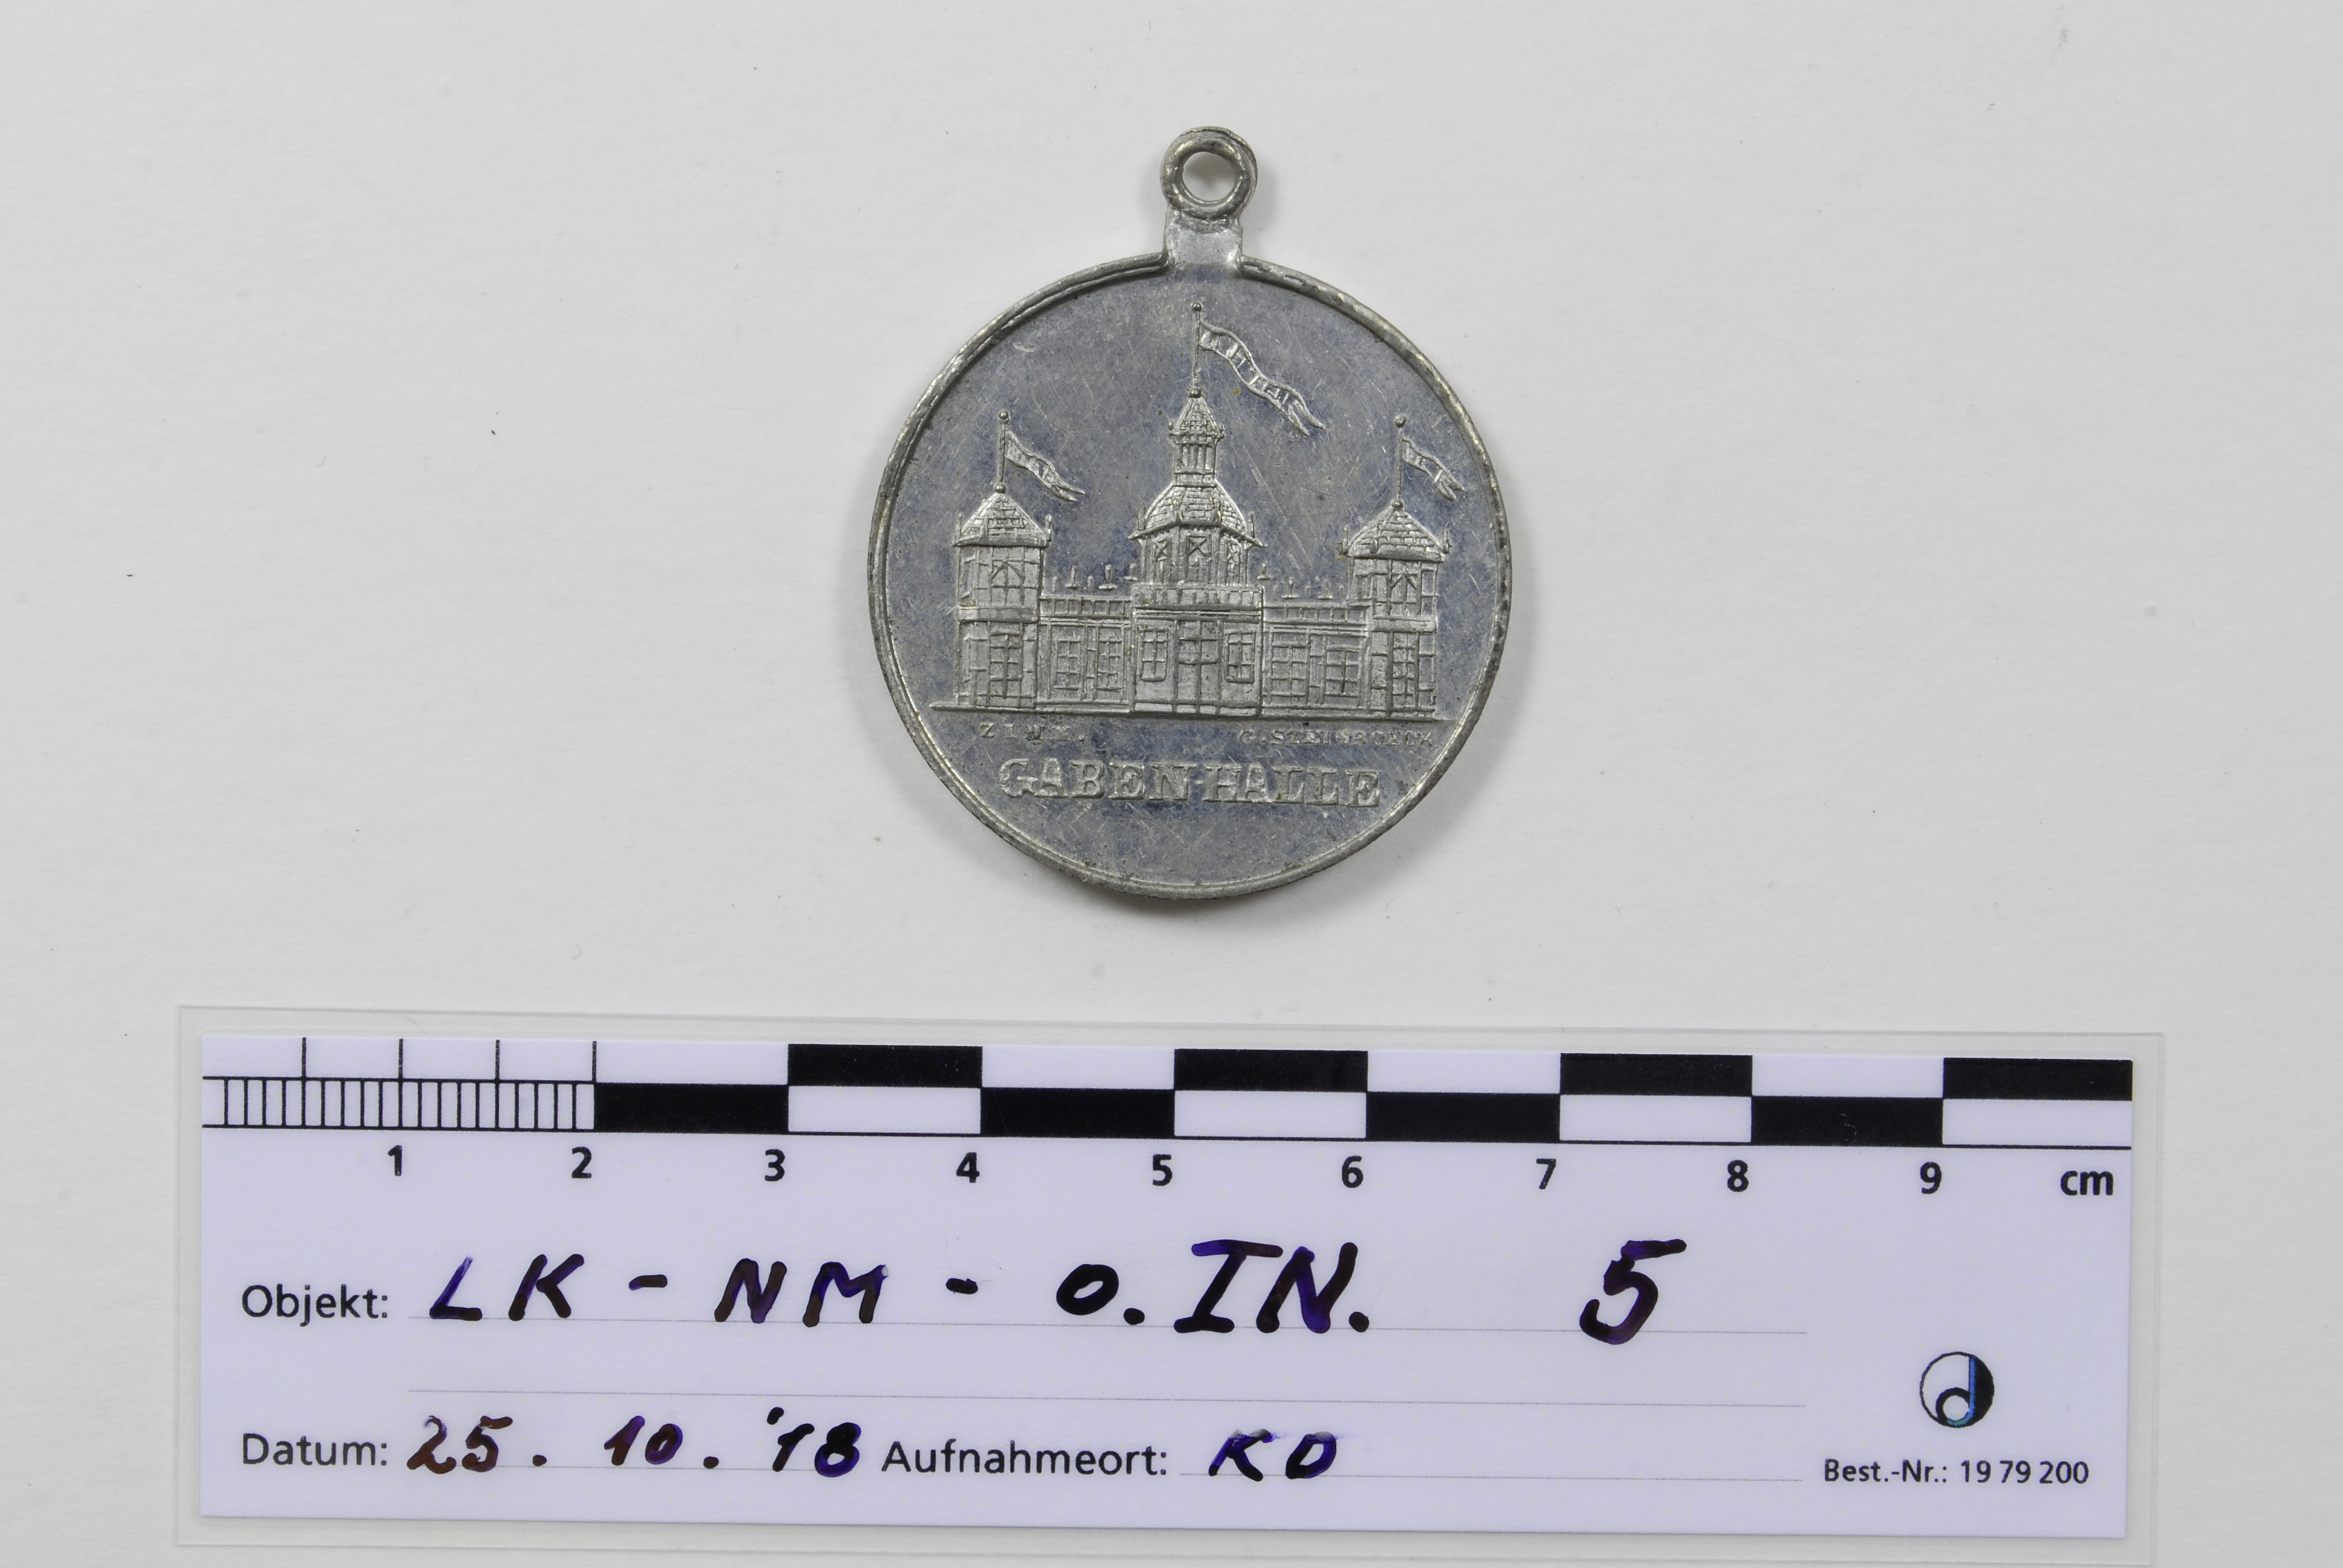 GABEN-HALLE
1 2 3 4 5 6 7 8 9 cm
Objekt: LK - NM - O.IN. 5
Datum: 25. 10. '18 Aufnahmeort: KD
Best.-Nr.: 19 79 200